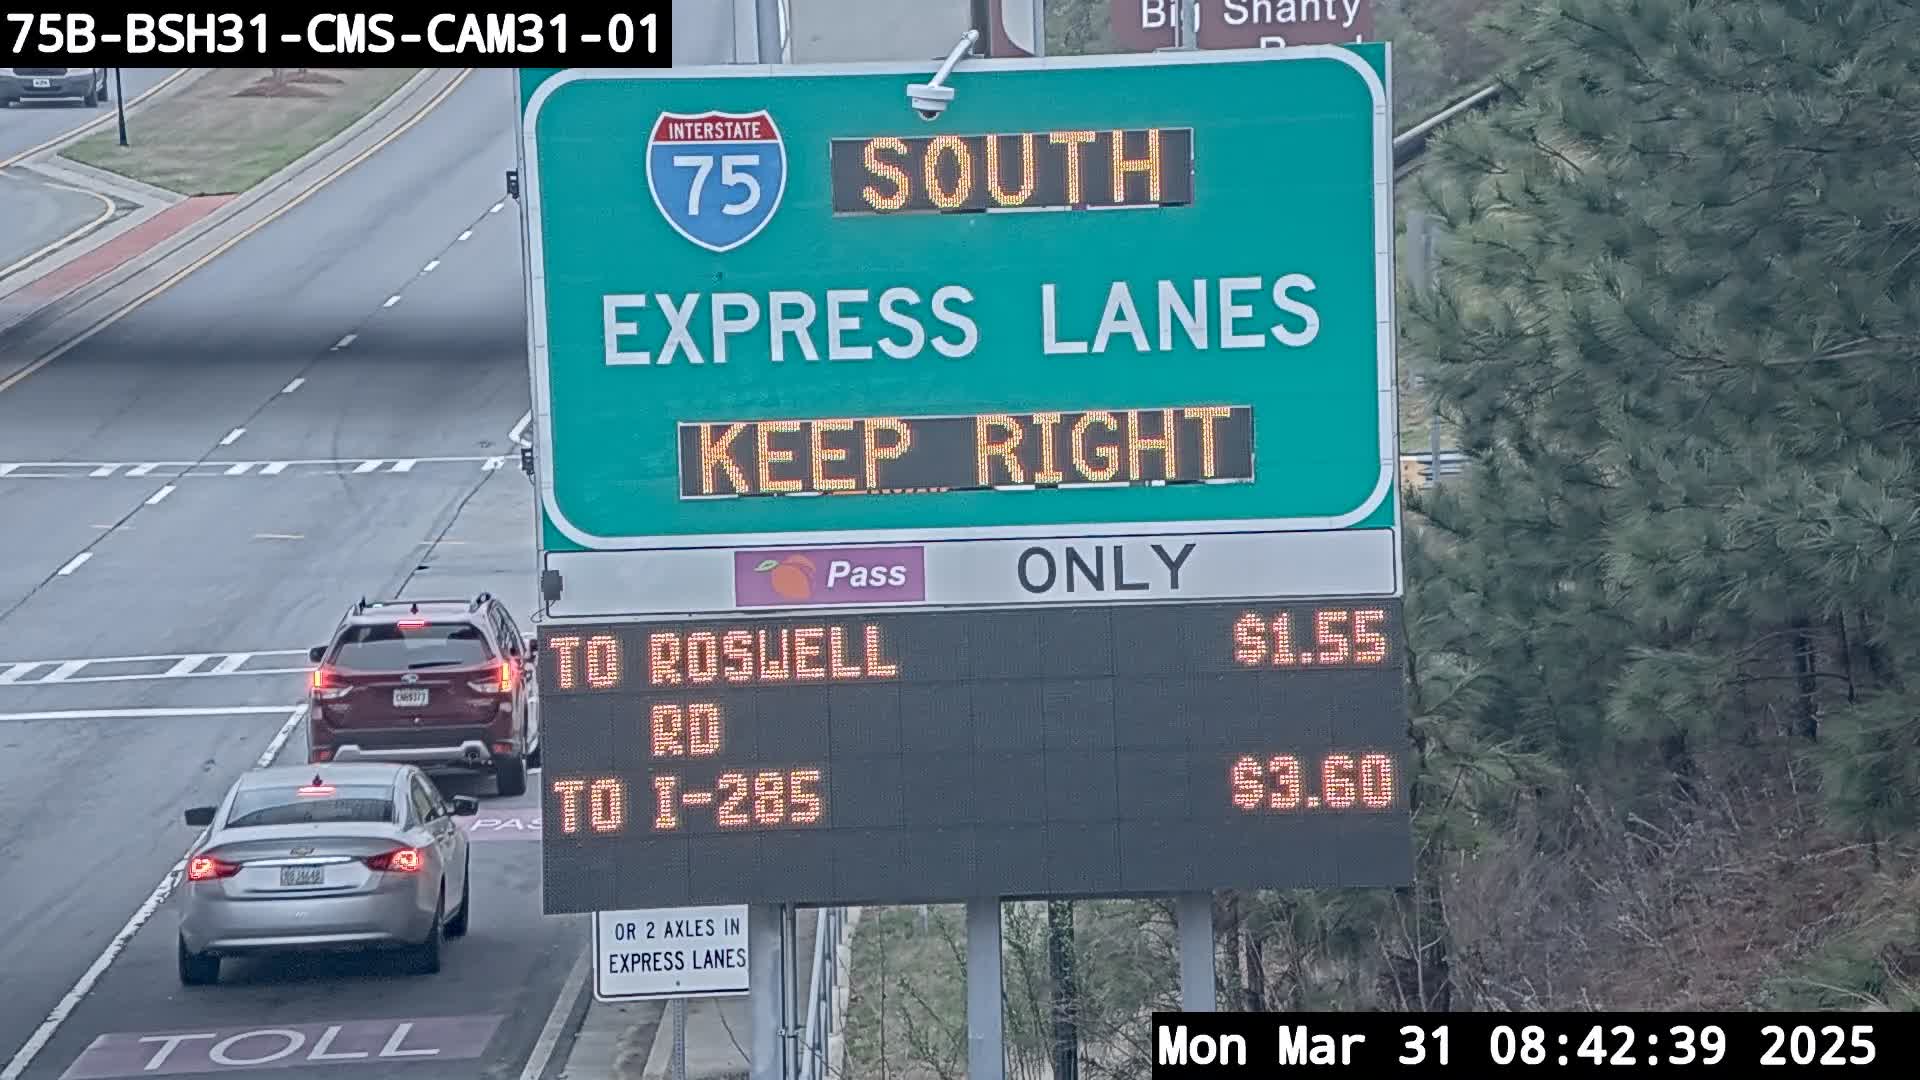 75B-BSH31-CMS-CAM31-01
Big Shanty
INTERSTATE
75
SOUTH
EXPRESS LANES
KEEP RIGHT
Pass ONLY
TO ROSWELL $1.55
RD
TO I-285 $3.60
OR 2 AXLES IN
EXPRESS LANES
PAS
TOLL
Mon Mar 31 08:42:39 2025